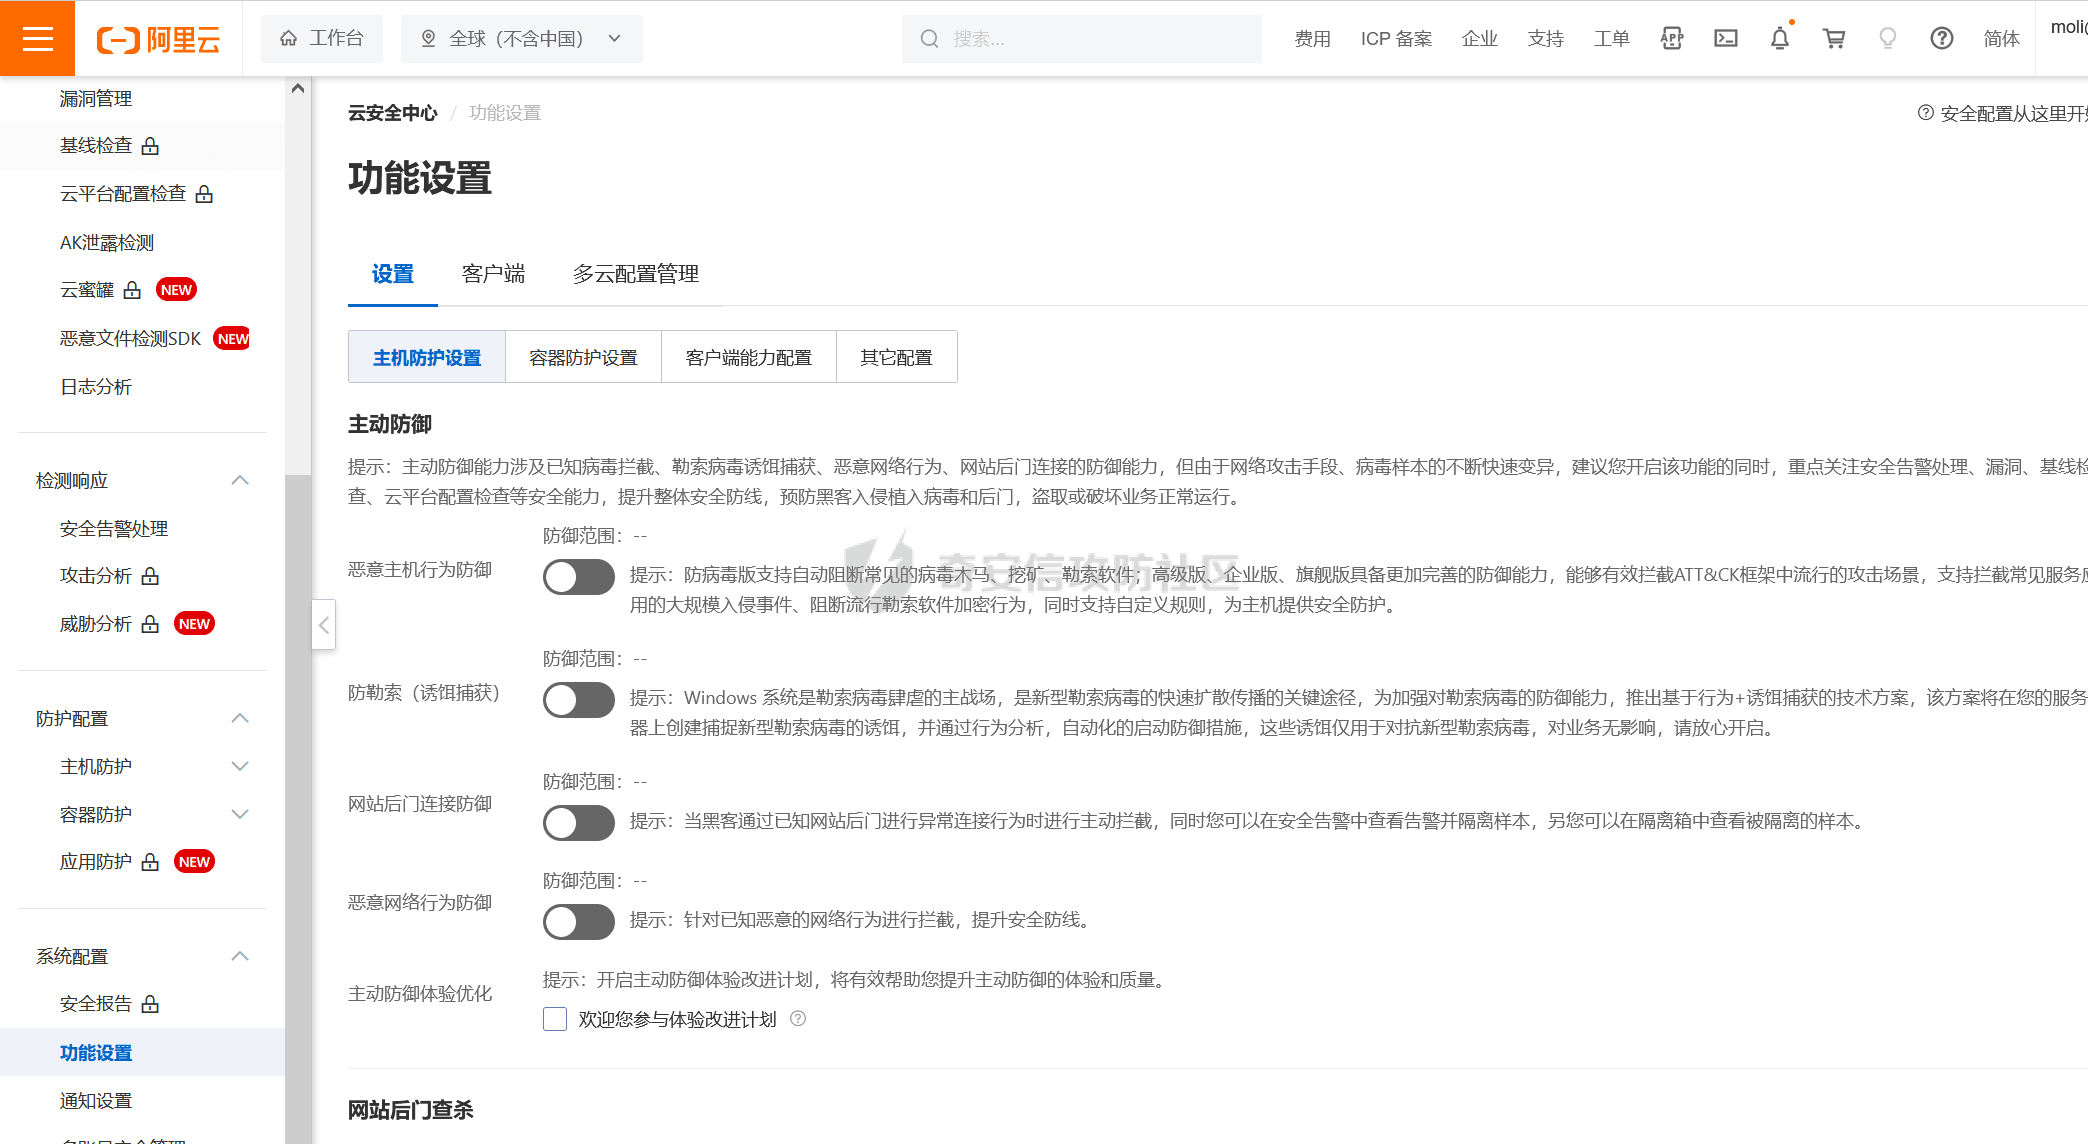 阿里云
工作台
全球（不含中国）
搜索...
费用
ICP 备案
企业
支持
工单
简体
漏洞管理
基线检查
云平台配置检查
AK泄露检测
云蜜罐 NEW
恶意文件检测SDK NEW
日志分析
检测响应
安全告警处理
攻击分析
威胁分析 NEW
防护配置
主机防护
容器防护
应用防护 NEW
系统配置
安全报告
功能设置
通知设置
云安全中心 / 功能设置
安全配置从这里开
功能设置
设置 客户端 多云配置管理
主机防护设置 容器防护设置 客户端能力配置 其它配置
主动防御
提示：主动防御能力涉及已知病毒拦截、勒索病毒诱饵捕获、恶意网络行为、网站后门连接的防御能力，但由于网络攻击手段、病毒样本的不断快速变异，建议您开启该功能的同时，重点关注安全告警处理、漏洞、基线检
查、云平台配置检查等安全能力，提升整体安全防线，预防黑客入侵植入病毒和后门，盗取或破坏业务正常运行。
恶意主机行为防御
防御范围：--
提示：防病毒版支持自动阻断常见的病毒木马、挖矿、勒索软件；高级版、企业版、旗舰版具备更加完善的防御能力，能够有效拦截ATT&CK框架中流行的攻击场景，支持拦截常见服务应
用的大规模入侵事件、阻断流行勒索软件加密行为，同时支持自定义规则，为主机提供安全防护。
奇安信攻防社区
防勒索（诱饵捕获）
防御范围：--
提示：Windows 系统是勒索病毒肆虐的主战场，是新型勒索病毒的快速扩散传播的关键途径，为加强对勒索病毒的防御能力，推出基于行为+诱饵捕获的技术方案，该方案将在您的服务
器上创建捕捉新型勒索病毒的诱饵，并通过行为分析，自动化的启动防御措施，这些诱饵仅用于对抗新型勒索病毒，对业务无影响，请放心开启。
网站后门连接防御
防御范围：--
提示：当黑客通过已知网站后门进行异常连接行为时进行主动拦截，同时您可以在安全告警中查看告警并隔离样本，另您可以在隔离箱中查看被隔离的样本。
恶意网络行为防御
防御范围：--
提示：针对已知恶意的网络行为进行拦截，提升安全防线。
主动防御体验优化
提示：开启主动防御体验改进计划，将有效帮助您提升主动防御的体验和质量。
欢迎您参与体验改进计划
网站后门查杀